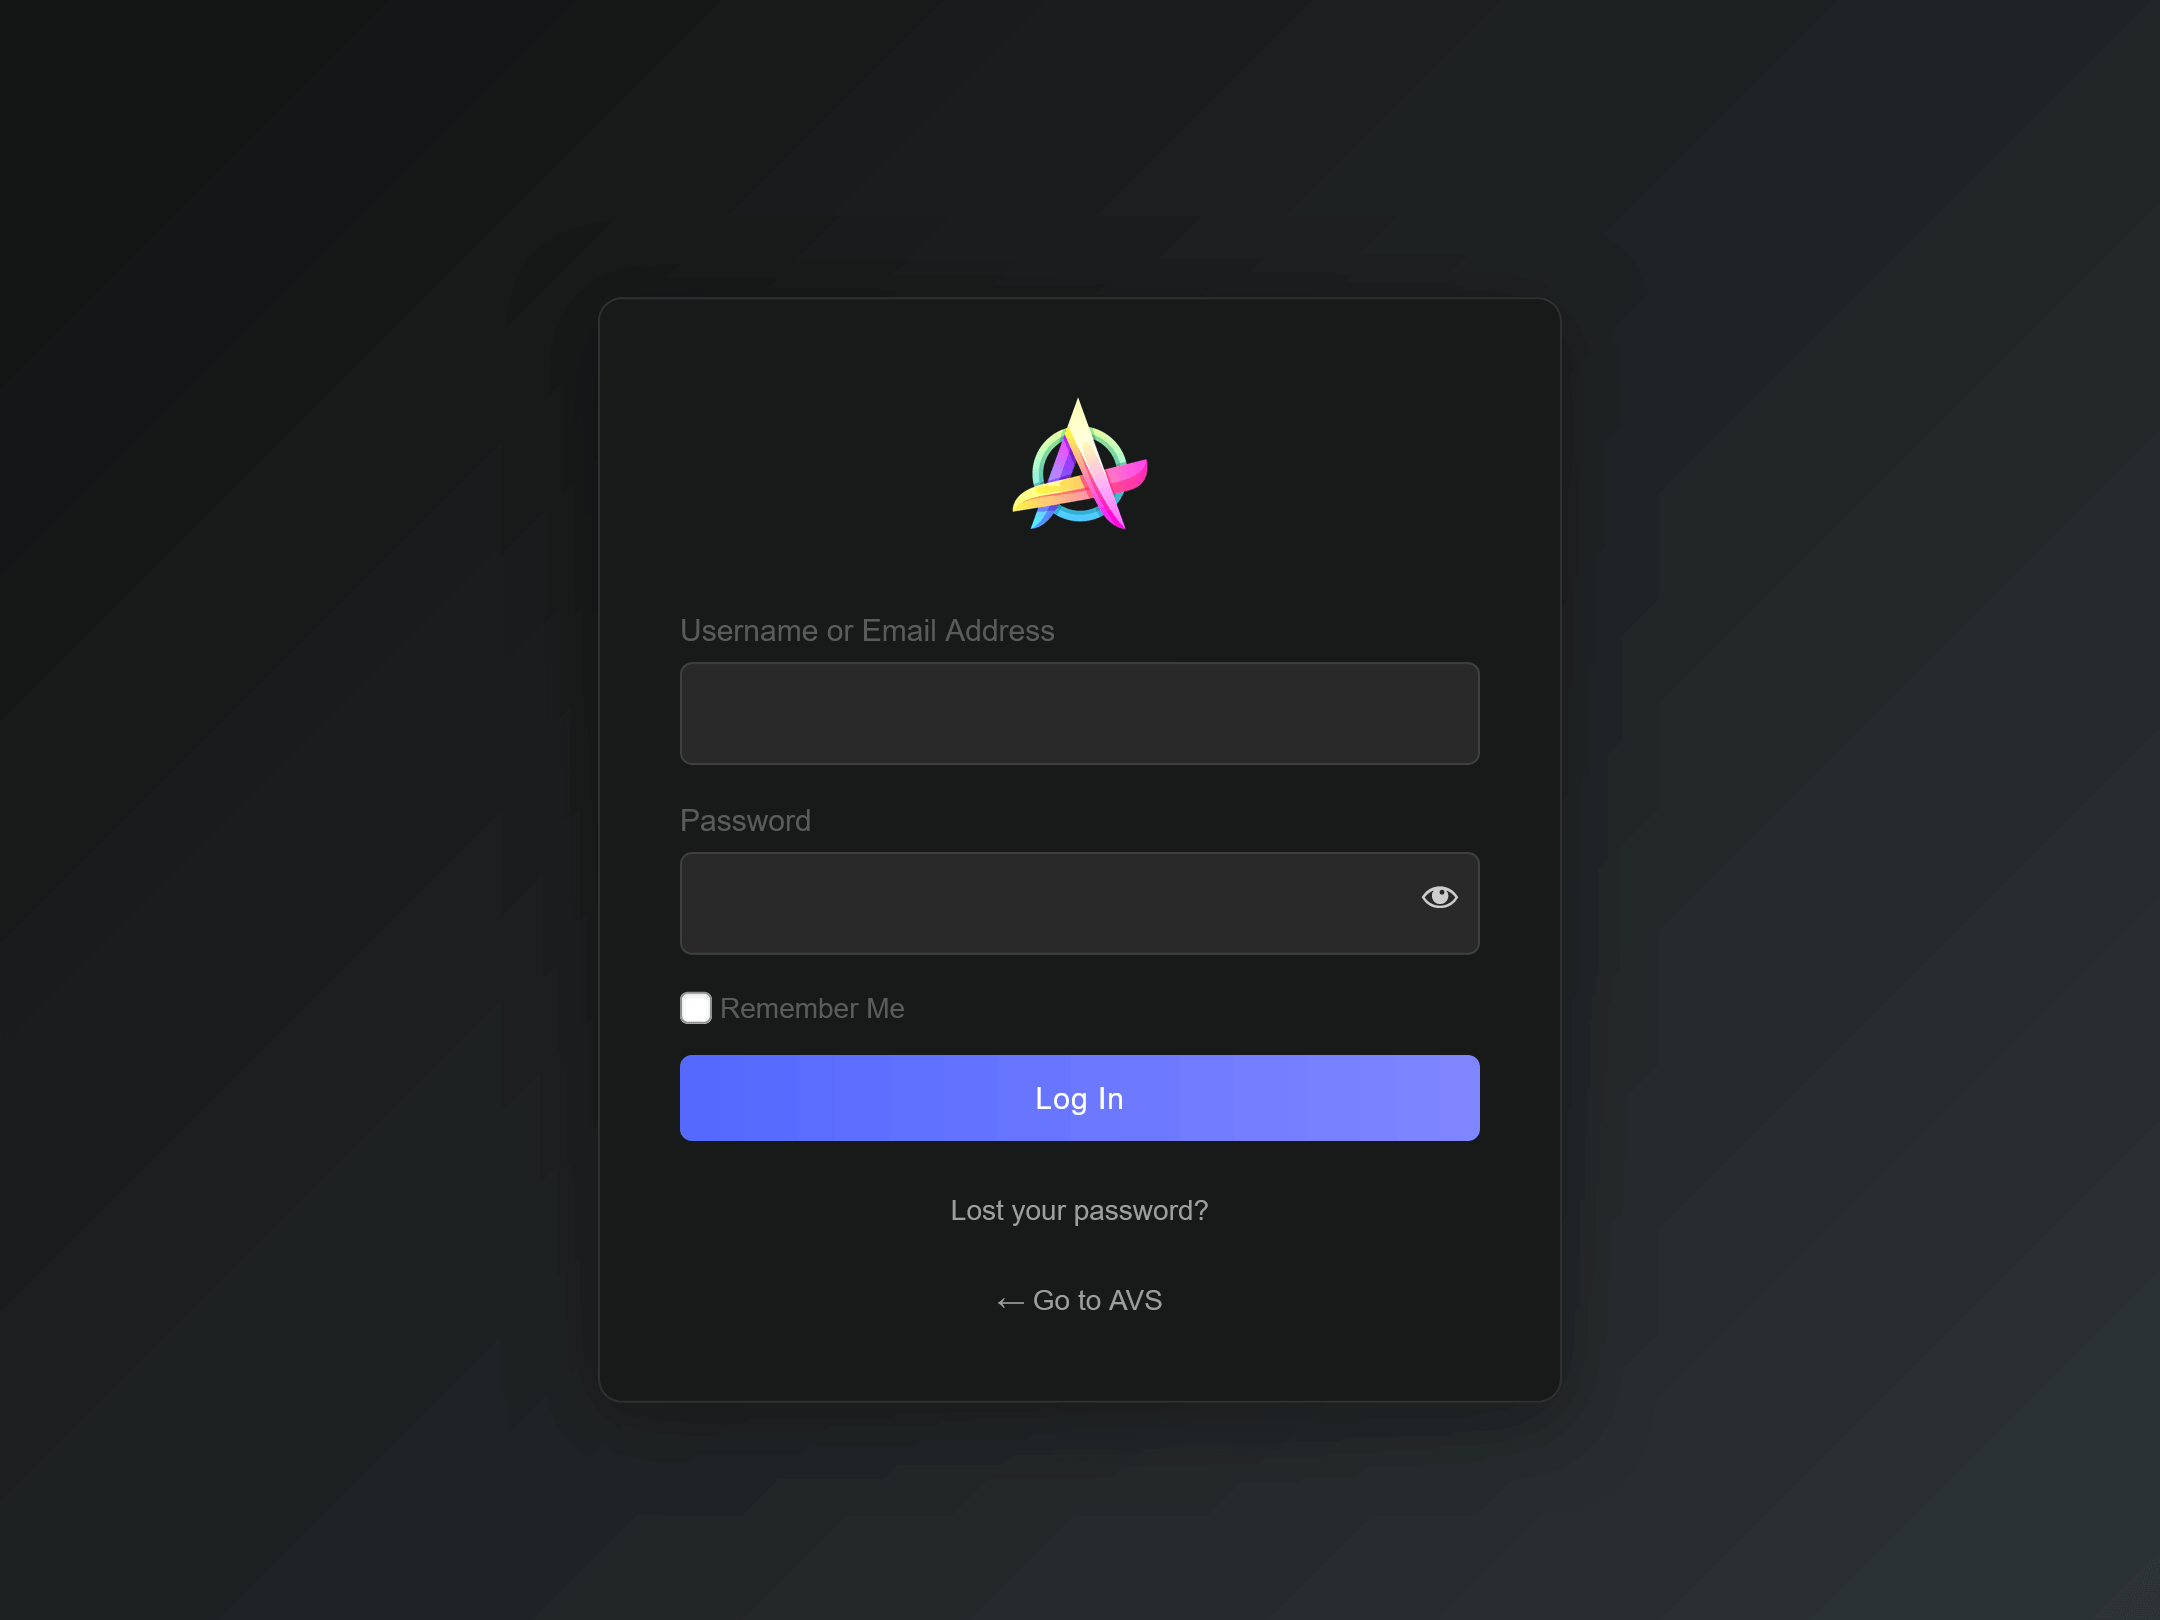 Username or Email Address
Password
Remember Me
Log In
Lost your password?
← Go to AVS